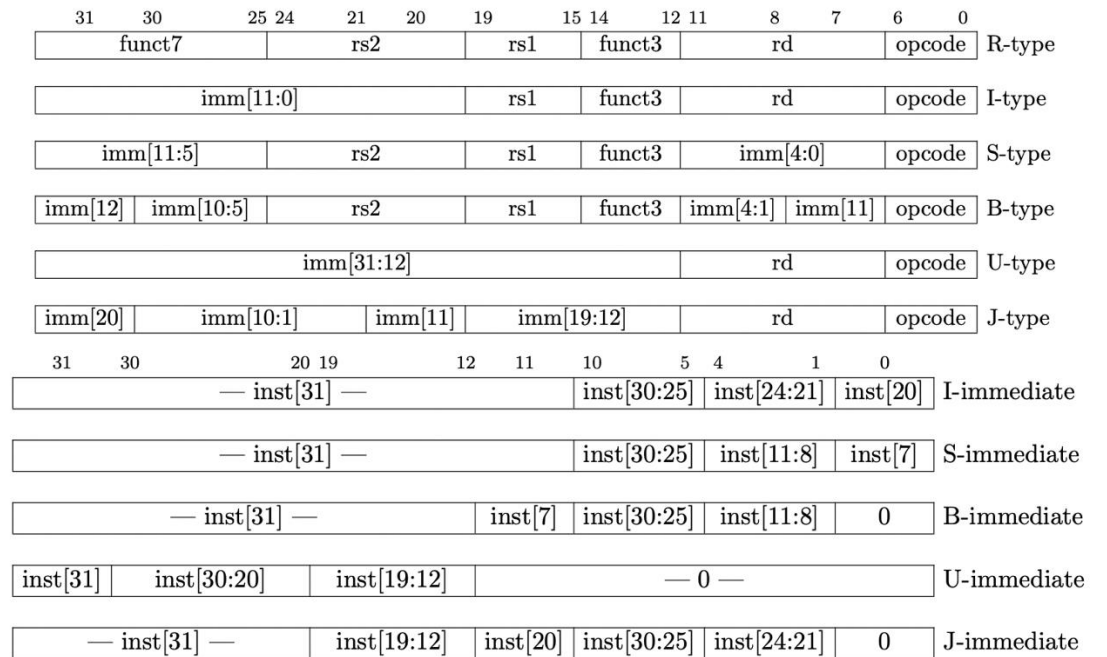 31 30 25 24 21 20 19 15 14 12 11 8 7 6 0
funct7 rs2 rs1 funct3 rd opcode R-type
imm[11:0] rs1 funct3 rd opcode I-type
imm[11:5] rs2 rs1 funct3 imm[4:0] opcode S-type
imm[12] imm[10:5] rs2 rs1 funct3 imm[4:1] imm[11] opcode B-type
imm[31:12] rd opcode U-type
imm[20] imm[10:1] imm[11] imm[19:12] rd opcode J-type
31 30 20 19 12 11 10 5 4 1 0
— inst[31] — inst[30:25] inst[24:21] inst[20] I-immediate
— inst[31] — inst[30:25] inst[11:8] inst[7] S-immediate
— inst[31] — inst[7] inst[30:25] inst[11:8] 0 B-immediate
inst[31] inst[30:20] inst[19:12] — 0 — U-immediate
— inst[31] — inst[19:12] inst[20] inst[30:25] inst[24:21] 0 J-immediate